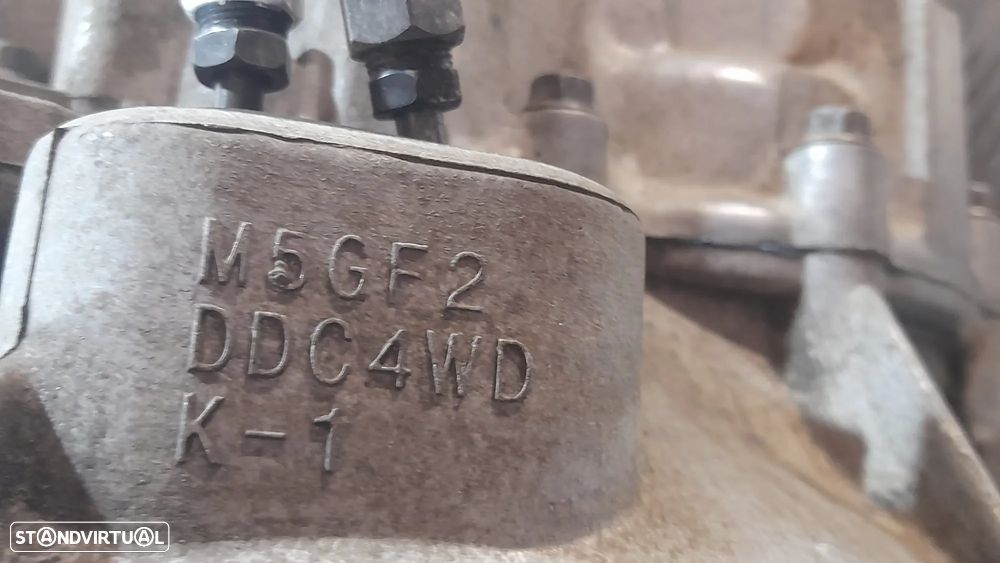 M5GF2
DDC4WD
K-1
STANDVIRTUAL